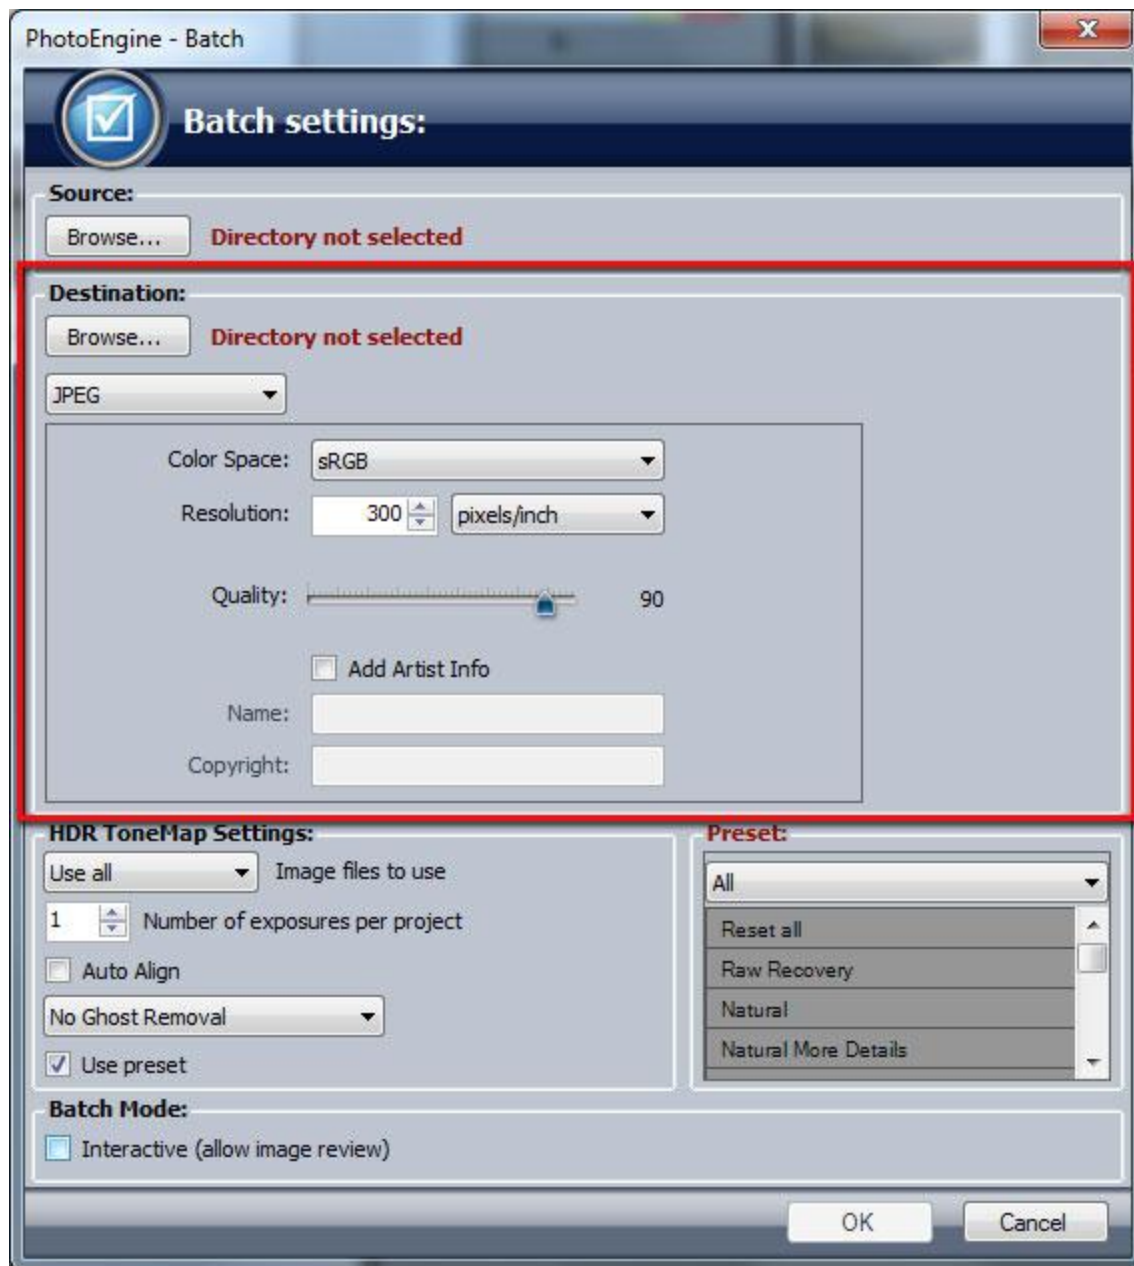 PhotoEngine - Batch
Batch settings:
Source:
Browse... Directory not selected
Destination:
Browse... Directory not selected
JPEG
Color Space: sRGB
Resolution: 300 pixels/inch
Quality: 90
Add Artist Info
Name:
Copyright:
HDR ToneMap Settings:
Use all Image files to use
1 Number of exposures per project
Auto Align
No Ghost Removal
Use preset
Preset:
All
Reset all
Raw Recovery
Natural
Natural More Details
Batch Mode:
Interactive (allow image review)
OK Cancel